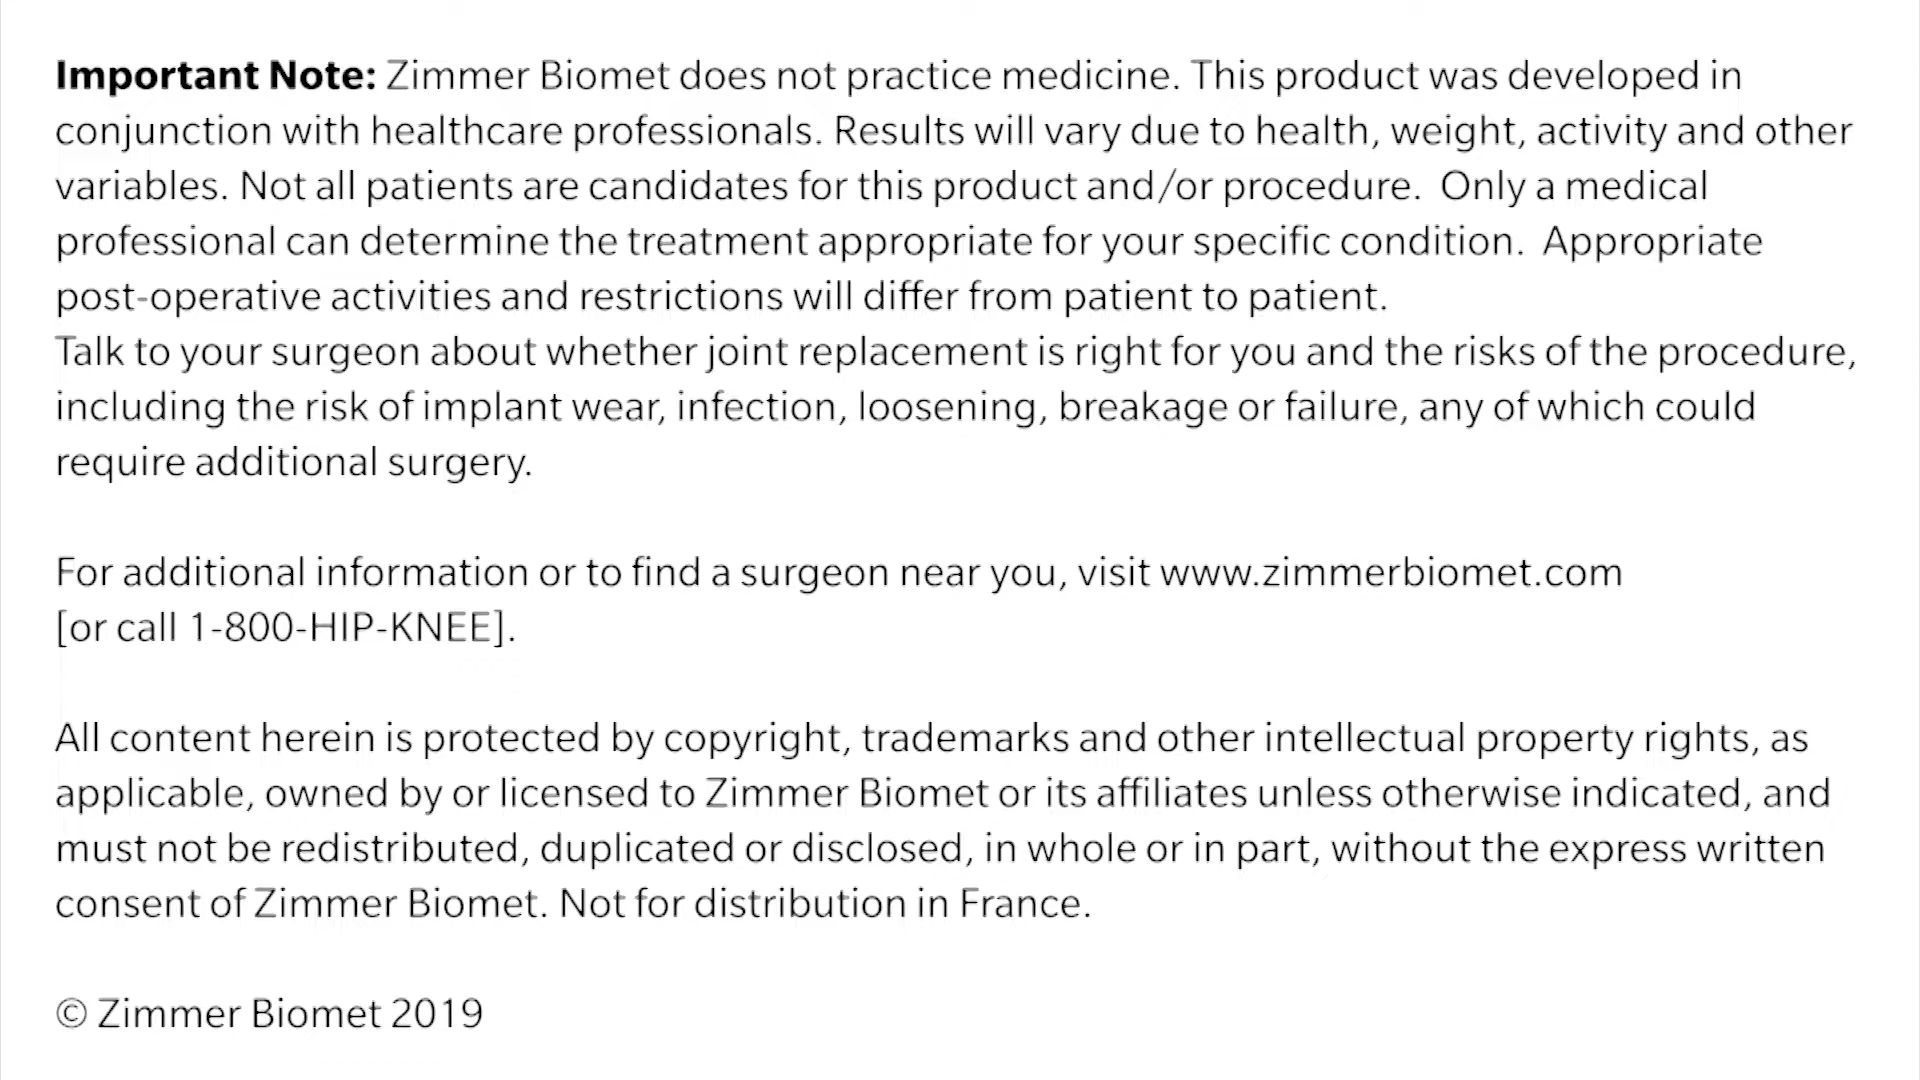 Important Note: Zimmer Biomet does not practice medicine. This product was developed in
conjunction with healthcare professionals. Results will vary due to health, weight, activity and other
variables. Not all patients are candidates for this product and/or procedure.  Only a medical
professional can determine the treatment appropriate for your specific condition.  Appropriate
post-operative activities and restrictions will differ from patient to patient.
Talk to your surgeon about whether joint replacement is right for you and the risks of the procedure,
including the risk of implant wear, infection, loosening, breakage or failure, any of which could
require additional surgery.
For additional information or to find a surgeon near you, visit www.zimmerbiomet.com
[or call 1-800-HIP-KNEE].
All content herein is protected by copyright, trademarks and other intellectual property rights, as
applicable, owned by or licensed to Zimmer Biomet or its affiliates unless otherwise indicated, and
must not be redistributed, duplicated or disclosed, in whole or in part, without the express written
consent of Zimmer Biomet. Not for distribution in France.
© Zimmer Biomet 2019